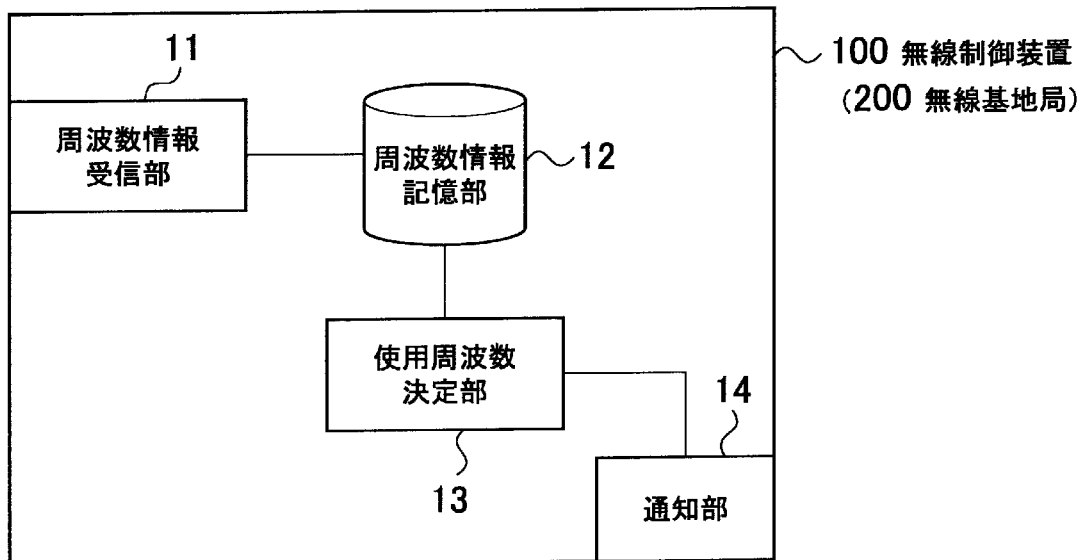 100 無線制御装置
(200 無線基地局)
11
周波数情報
受信部
周波数情報
記憶部
12
使用周波数
決定部
13
14
通知部